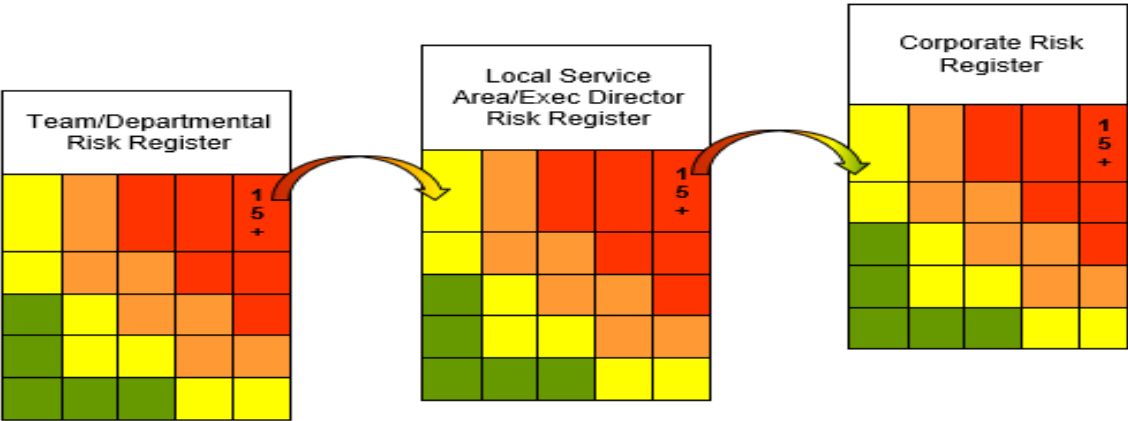 Team/Departmental
Risk Register
1
5
+
Local Service
Area/Exec Director
Risk Register
1
5
+
Corporate Risk
Register
1
5
+